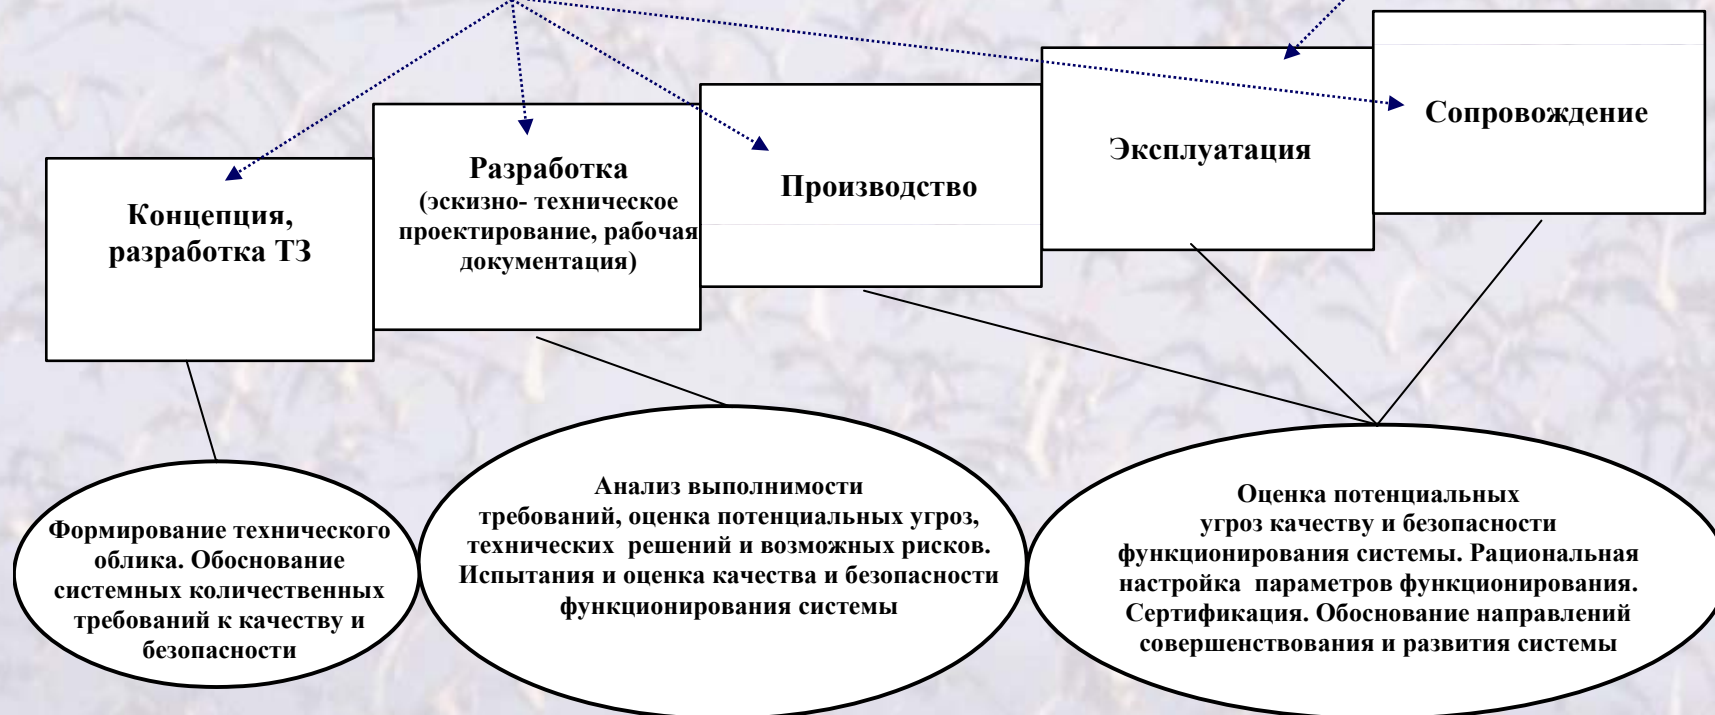 Концепция,
разработка ТЗ
Разработка
(эскизно- техническое
проектирование, рабочая
документация)
Производство
Эксплуатация
Сопровождение
Формирование технического
облика. Обоснование
системных количественных
требований к качеству и
безопасности
Анализ выполнимости
требований, оценка потенциальных угроз,
технических решений и возможных рисков.
Испытания и оценка качества и безопасности
функционирования системы
Оценка потенциальных
угроз качеству и безопасности
функционирования системы. Рациональная
настройка параметров функционирования.
Сертификация. Обоснование направлений
совершенствования и развития системы